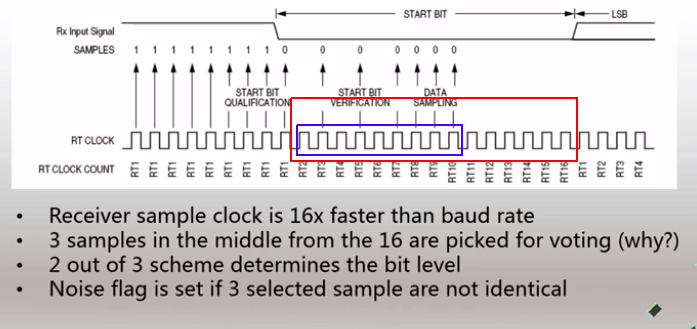 START BIT
LSB
Rx Input Signal
SAMPLES 1 1 1 1 1 1 1 1 0 0 0 0 0 0 0
START BIT QUALIFICATION
START BIT VERIFICATION
DATA SAMPLING
RT CLOCK
RT CLOCK COUNT RT1 RT1 RT1 RT1 RT1 RT1 RT1 RT1 RT1 RT2 RT3 RT4 RT5 RT6 RT7 RT8 RT9 RT10 RT11 RT12 RT13 RT14 RT15 RT16 RT1 RT2 RT3 RT4
• Receiver sample clock is 16x faster than baud rate
• 3 samples in the middle from the 16 are picked for voting (why?)
• 2 out of 3 scheme determines the bit level
• Noise flag is set if 3 selected sample are not identical